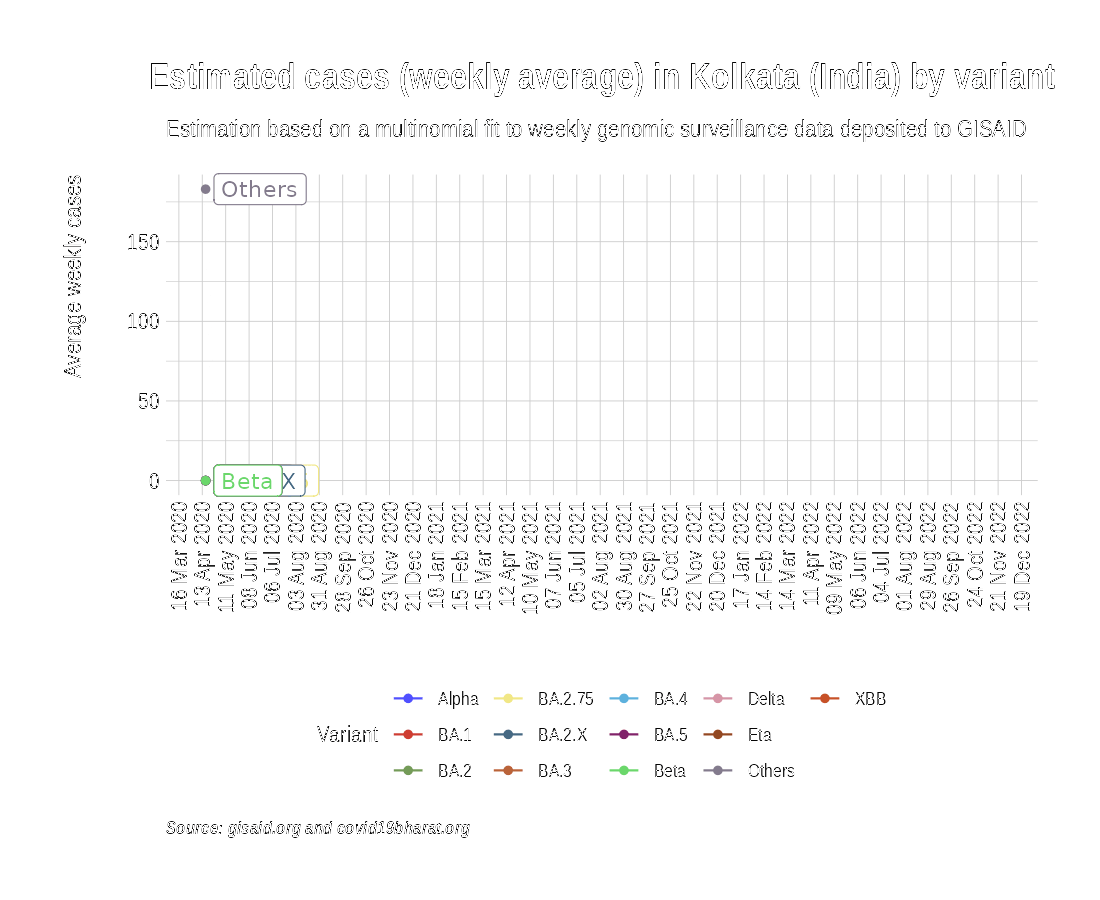 Estimated cases (weekly average) in Kolkata (India) by variant
Estimation based on a multinomial fit to weekly genomic surveillance data deposited to GISAID
Average weekly cases
Others
150
100
50
0
Beta
X
16 Mar 2020
13 Apr 2020
11 May 2020
08 Jun 2020
06 Jul 2020
03 Aug 2020
31 Aug 2020
28 Sep 2020
26 Oct 2020
23 Nov 2020
21 Dec 2020
18 Jan 2021
15 Feb 2021
15 Mar 2021
12 Apr 2021
10 May 2021
07 Jun 2021
05 Jul 2021
02 Aug 2021
30 Aug 2021
27 Sep 2021
25 Oct 2021
22 Nov 2021
20 Dec 2021
17 Jan 2022
14 Feb 2022
14 Mar 2022
11 Apr 2022
09 May 2022
06 Jun 2022
04 Jul 2022
01 Aug 2022
29 Aug 2022
26 Sep 2022
24 Oct 2022
21 Nov 2022
19 Dec 2022
Variant
Alpha
BA.2.75
BA.4
Delta
XBB
BA.1
BA.2.X
BA.5
Eta
BA.2
BA.3
Beta
Others
Source: gisaid.org and covid19bharat.org